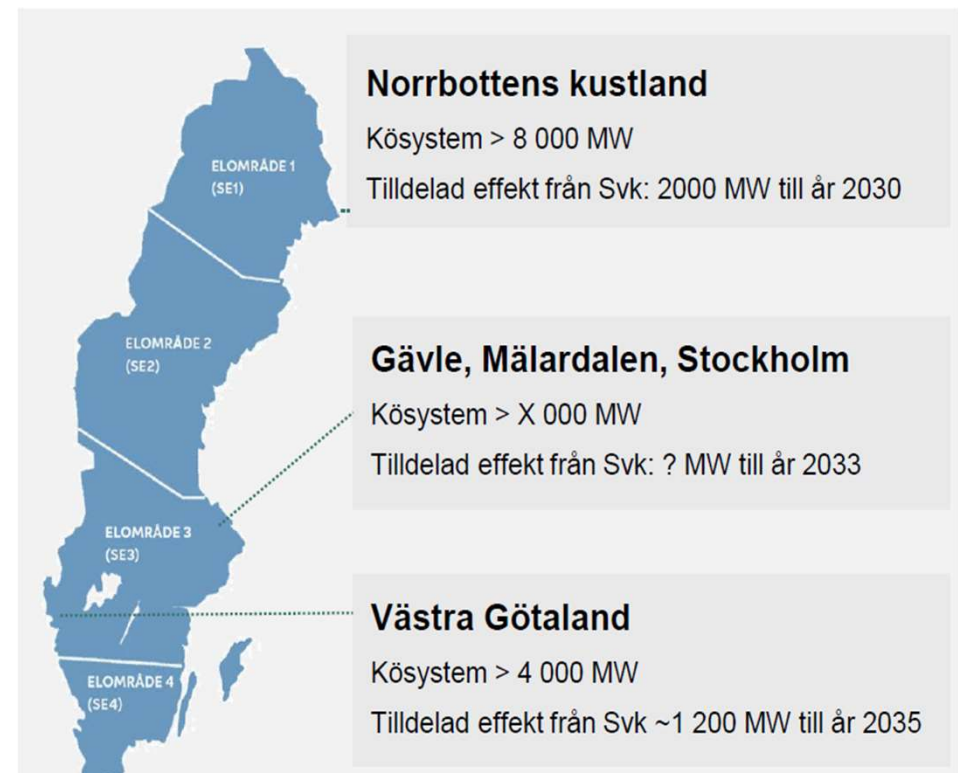 Norrbottens kustland
Kösystem > 8 000 MW
Tilldelad effekt från Svk: 2000 MW till år 2030
ELOMRÅDE 1
(SE1)
ELOMRÅDE 2
(SE2)
Gävle, Mälardalen, Stockholm
Kösystem > X 000 MW
Tilldelad effekt från Svk: ? MW till år 2033
ELOMRÅDE 3
(SE3)
Västra Götaland
Kösystem > 4 000 MW
Tilldelad effekt från Svk ~1 200 MW till år 2035
ELOMRÅDE 4
(SE4)